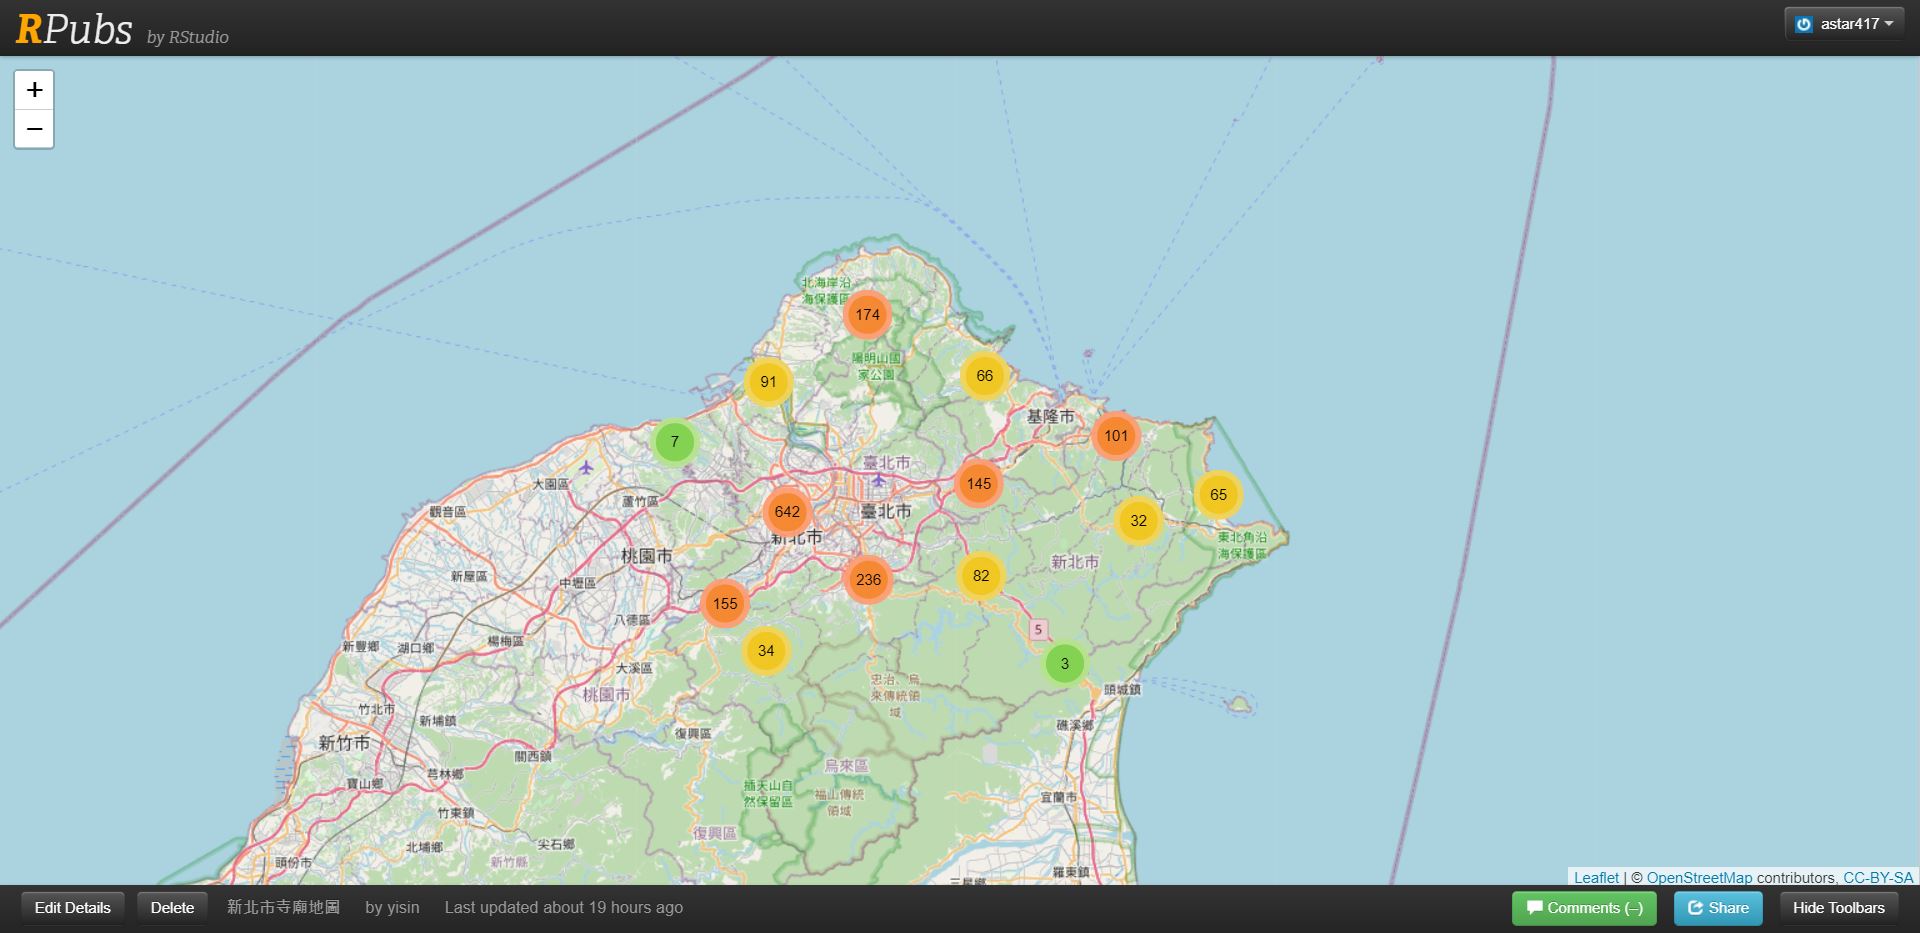 RPubs by RStudio
astar417
+
−
北海岸沿
海保護區
174
陽明山國
家公園
91
66
基隆市
101
7
臺北市
大園區
145
65
蘆竹區
觀音區
642
臺北市
32
新北市
東北角沿
海保護區
桃園市
新北市
新屋區
中壢區
236
82
155
八德區
5
新豐鄉
湖口鄉
楊梅區
34
3
大溪區
忠治、烏
來傳統領
域
頭城鎮
桃園市
竹北市
新埔鎮
礁溪鄉
復興區
新竹市
關西鎮
烏來區
芎林鄉
寶山鄉
插天山自
然保留區
福山傳統
領域
宜蘭市
竹東鎮
復興區
北埔鄉
尖石鄉
頭份市
新竹縣
羅東鎮
三星鄉
Leaflet | © OpenStreetMap contributors, CC-BY-SA
Edit Details Delete 新北市寺廟地圖 by yisin Last updated about 19 hours ago Comments (–) Share Hide Toolbars